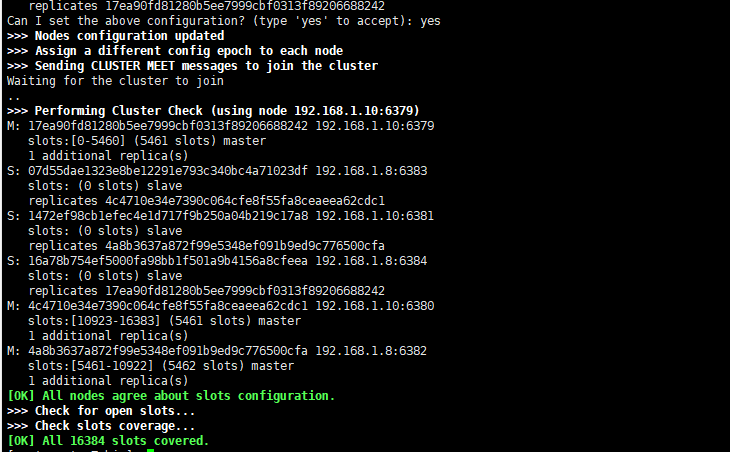 replicates 17ea90fd81280b5ee7999cbf0313f89206688242
Can I set the above configuration? (type 'yes' to accept): yes
>>> Nodes configuration updated
>>> Assign a different config epoch to each node
>>> Sending CLUSTER MEET messages to join the cluster
Waiting for the cluster to join
..
>>> Performing Cluster Check (using node 192.168.1.10:6379)
M: 17ea90fd81280b5ee7999cbf0313f89206688242 192.168.1.10:6379
slots:[0-5460] (5461 slots) master
1 additional replica(s)
S: 07d55dae1323e8be12291e793c340bc4a71023df 192.168.1.8:6383
slots: (0 slots) slave
replicates 4c4710e34e7390c064cfe8f55fa8ceaeea62cdc1
S: 1472ef98cb1efec4e1d717f9b250a04b219c17a8 192.168.1.10:6381
slots: (0 slots) slave
replicates 4a8b3637a872f99e5348ef091b9ed9c776500cfa
S: 16a78b754ef5000fa98bb1f501a9b4156a8cfeea 192.168.1.8:6384
slots: (0 slots) slave
replicates 17ea90fd81280b5ee7999cbf0313f89206688242
M: 4c4710e34e7390c064cfe8f55fa8ceaeea62cdc1 192.168.1.10:6380
slots:[10923-16383] (5461 slots) master
1 additional replica(s)
M: 4a8b3637a872f99e5348ef091b9ed9c776500cfa 192.168.1.8:6382
slots:[5461-10922] (5462 slots) master
1 additional replica(s)
[OK] All nodes agree about slots configuration.
>>> Check for open slots...
>>> Check slots coverage...
[OK] All 16384 slots covered.